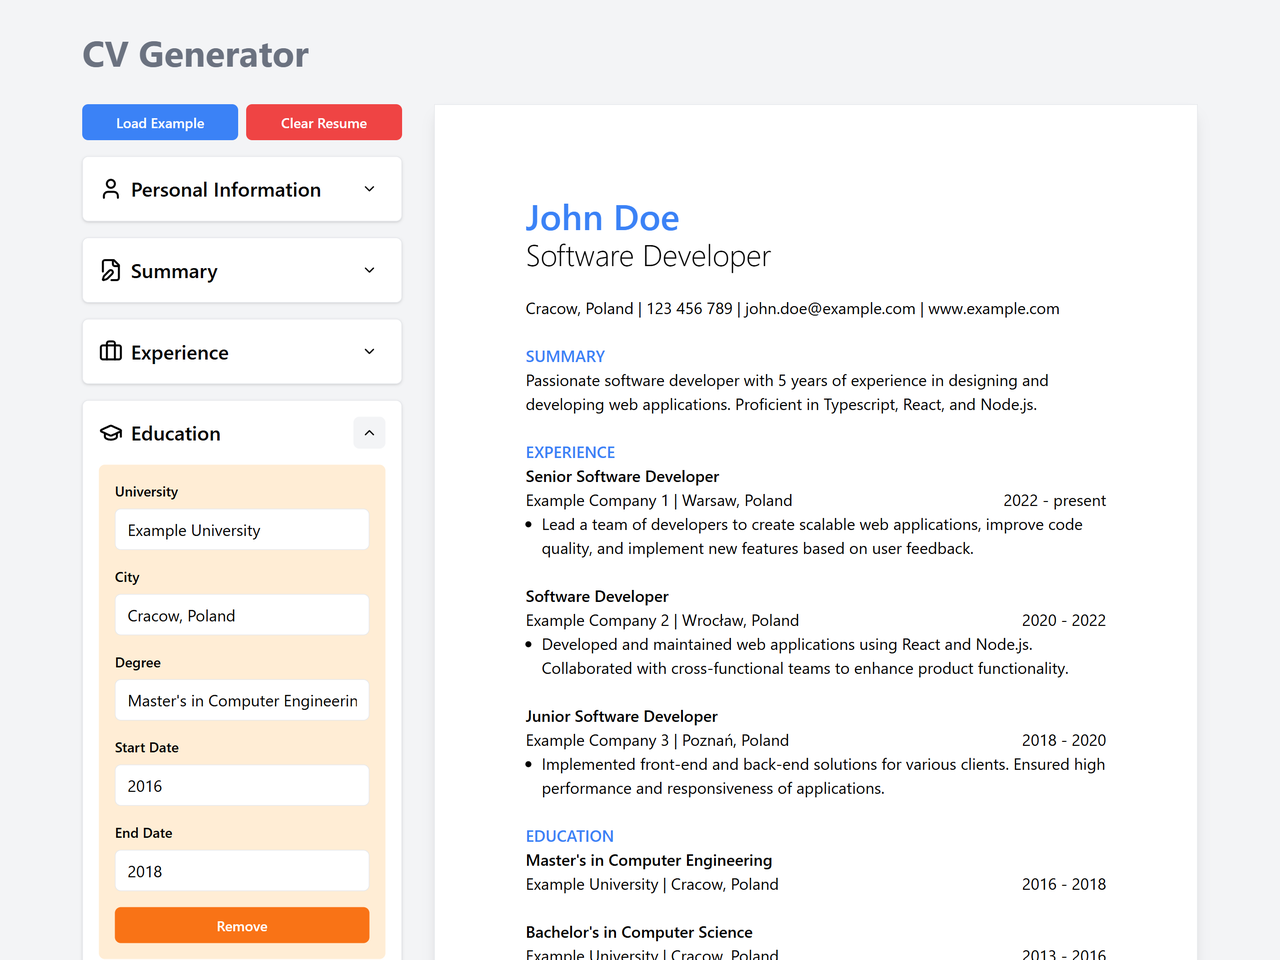 CV Generator
Load Example
Clear Resume
Personal Information
Summary
Experience
Education
University
Example University
City
Cracow, Poland
Degree
Master's in Computer Engineerin
Start Date
2016
End Date
2018
Remove
John Doe
Software Developer
Cracow, Poland | 123 456 789 | john.doe@example.com | www.example.com
SUMMARY
Passionate software developer with 5 years of experience in designing and
developing web applications. Proficient in Typescript, React, and Node.js.
EXPERIENCE
Senior Software Developer
Example Company 1 | Warsaw, Poland 2022 - present
• Lead a team of developers to create scalable web applications, improve code
quality, and implement new features based on user feedback.
Software Developer
Example Company 2 | Wrocław, Poland 2020 - 2022
• Developed and maintained web applications using React and Node.js.
Collaborated with cross-functional teams to enhance product functionality.
Junior Software Developer
Example Company 3 | Poznań, Poland 2018 - 2020
• Implemented front-end and back-end solutions for various clients. Ensured high
performance and responsiveness of applications.
EDUCATION
Master's in Computer Engineering
Example University | Cracow, Poland 2016 - 2018
Bachelor's in Computer Science
Example University | Cracow, Poland 2013 - 2016